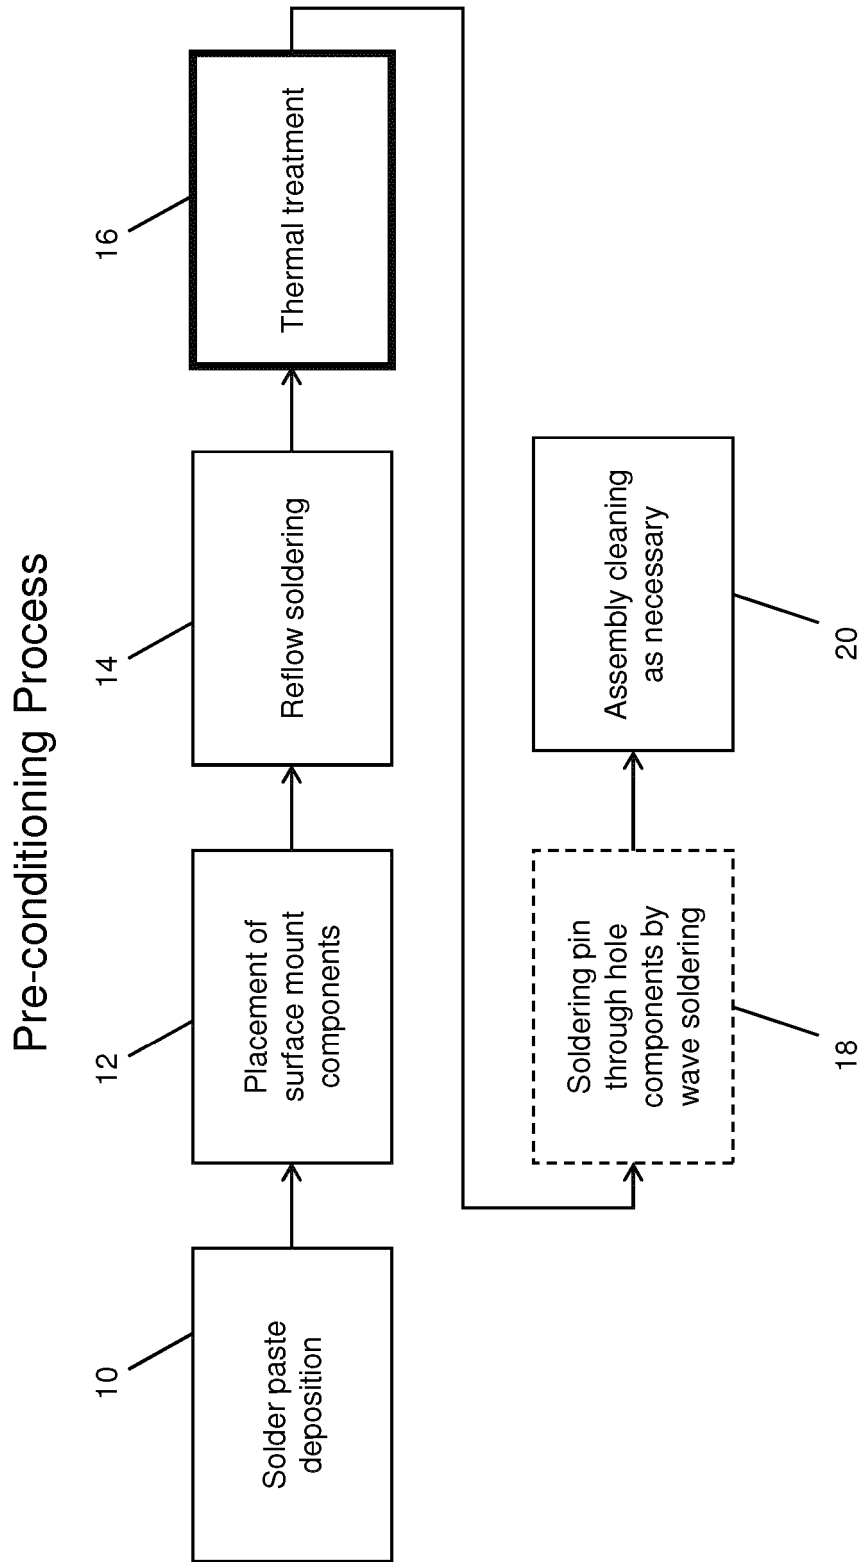 Pre-conditioning Process
10
Solder paste
deposition
12
Placement of
surface mount
components
14
Reflow soldering
16
Thermal treatment
18
Soldering pin
through hole
components by
wave soldering
20
Assembly cleaning
as necessary